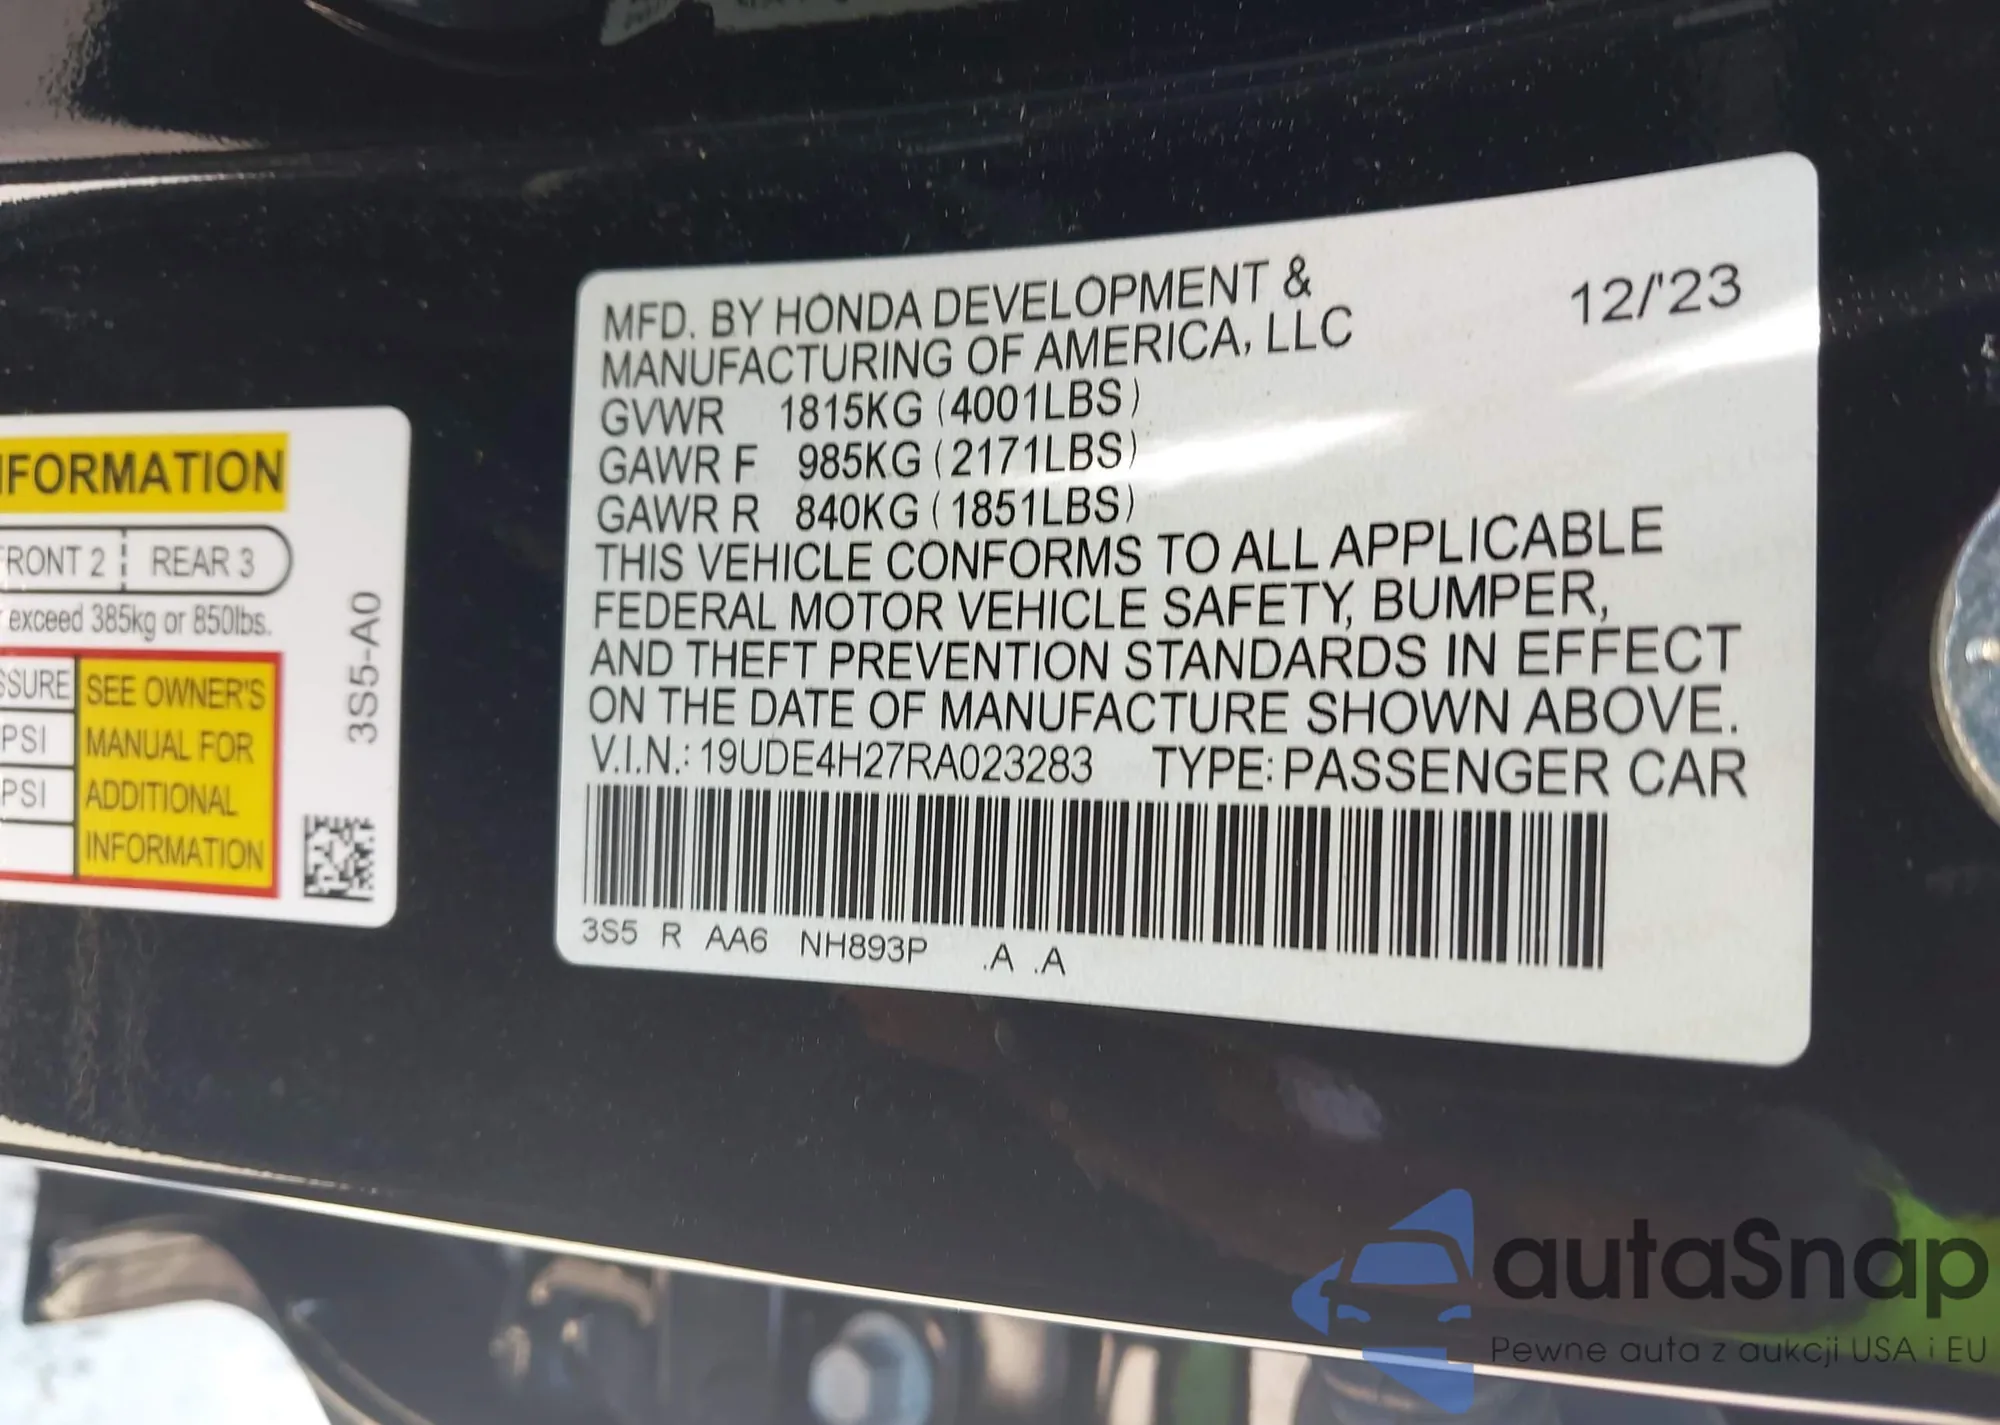 MFD. BY HONDA DEVELOPMENT &
MANUFACTURING OF AMERICA, LLC
12/'23
GVWR 1815KG (4001LBS)
GAWR F 985KG (2171LBS)
GAWR R 840KG (1851LBS)
THIS VEHICLE CONFORMS TO ALL APPLICABLE
FEDERAL MOTOR VEHICLE SAFETY, BUMPER,
AND THEFT PREVENTION STANDARDS IN EFFECT
ON THE DATE OF MANUFACTURE SHOWN ABOVE.
V.I.N.: 19UDE4H27RA023283 TYPE: PASSENGER CAR
3S5 R AA6 NH893P .A .A
NFORMATION
FRONT 2 REAR 3
exceed 385kg or 850lbs.
SSURE
PSI
PSI
SEE OWNER'S
MANUAL FOR
ADDITIONAL
INFORMATION
3S5-A0
autaSnap
Pewne auta z aukcji USA i EU